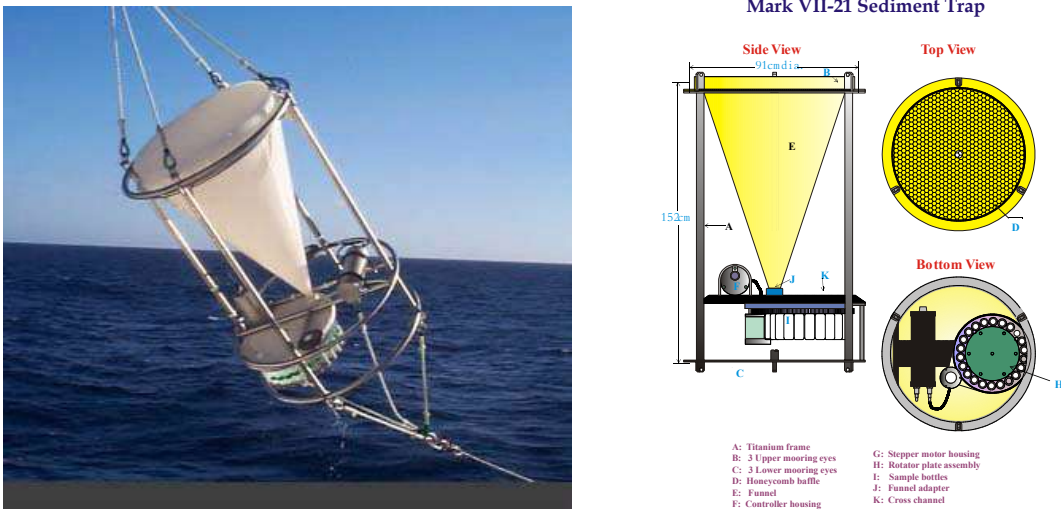 Mark VII-21 Sediment Trap
Side View
Top View
91cmdia.
B
E
152cm
A
D
F
J
K
I
C
Bottom View
H
A: Titanium frame
B: 3 Upper mooring eyes
C: 3 Lower mooring eyes
D: Honeycomb baffle
E: Funnel
F: Controller housing
G: Stepper motor housing
H: Rotator plate assembly
I: Sample bottles
J: Funnel adapter
K: Cross channel